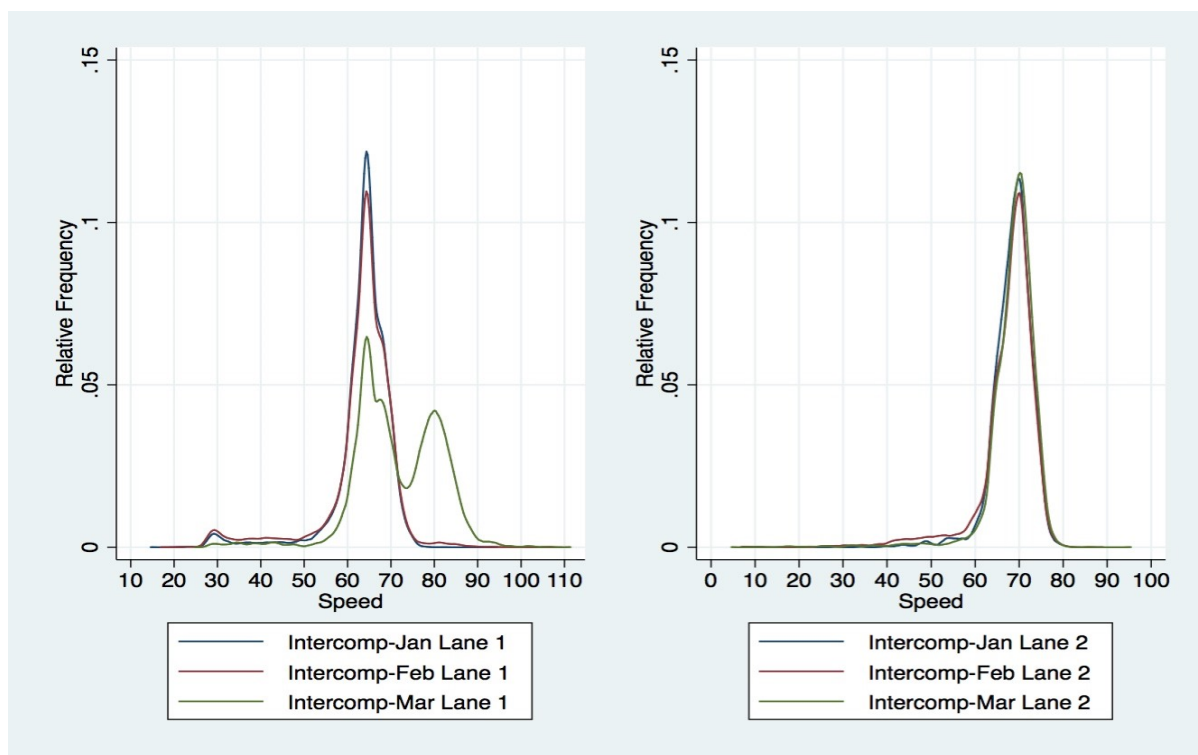 .15
.1
.05
0
Relative Frequency
10 20 30 40 50 60 70 80 90 100 110
Speed
Intercomp-Jan Lane 1
Intercomp-Feb Lane 1
Intercomp-Mar Lane 1
.15
.1
.05
0
Relative Frequency
0 10 20 30 40 50 60 70 80 90 100
Speed
Intercomp-Jan Lane 2
Intercomp-Feb Lane 2
Intercomp-Mar Lane 2